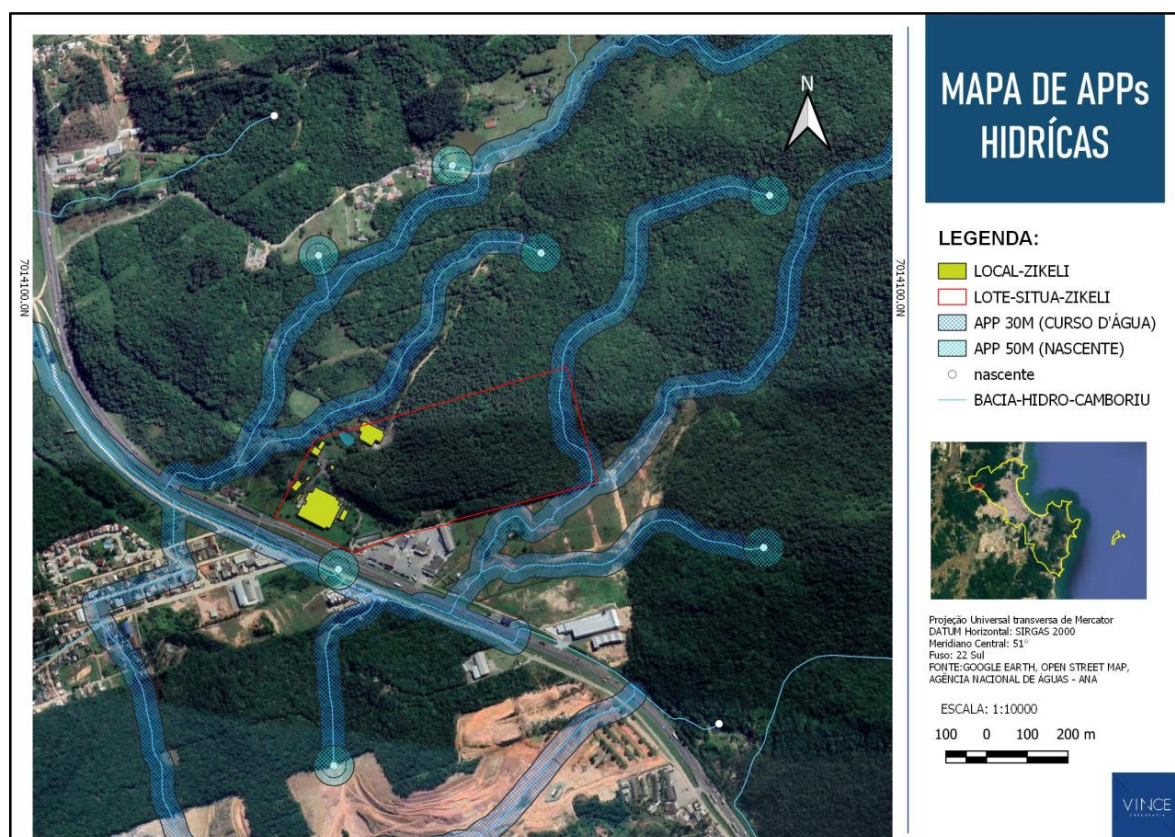 MAPA DE APPs
HIDRÍCAS
N
7014100.0N
7014100.0N
LEGENDA:
LOCAL-ZIKELI
LOTE-SITUA-ZIKELI
APP 30M (CURSO D'ÁGUA)
APP 50M (NASCENTE)
nascente
BACIA-HIDRO-CAMBORIU
Projeção Universal transversa de Mercator
DATUM Horizontal: SIRGAS 2000
Meridiano Central: 51°
Fuso: 22 Sul
FONTE:GOOGLE EARTH, OPEN STREET MAP,
AGÊNCIA NACIONAL DE ÁGUAS - ANA
ESCALA: 1:10000
100 0 100 200 m
VINCE
ENGENHARIA